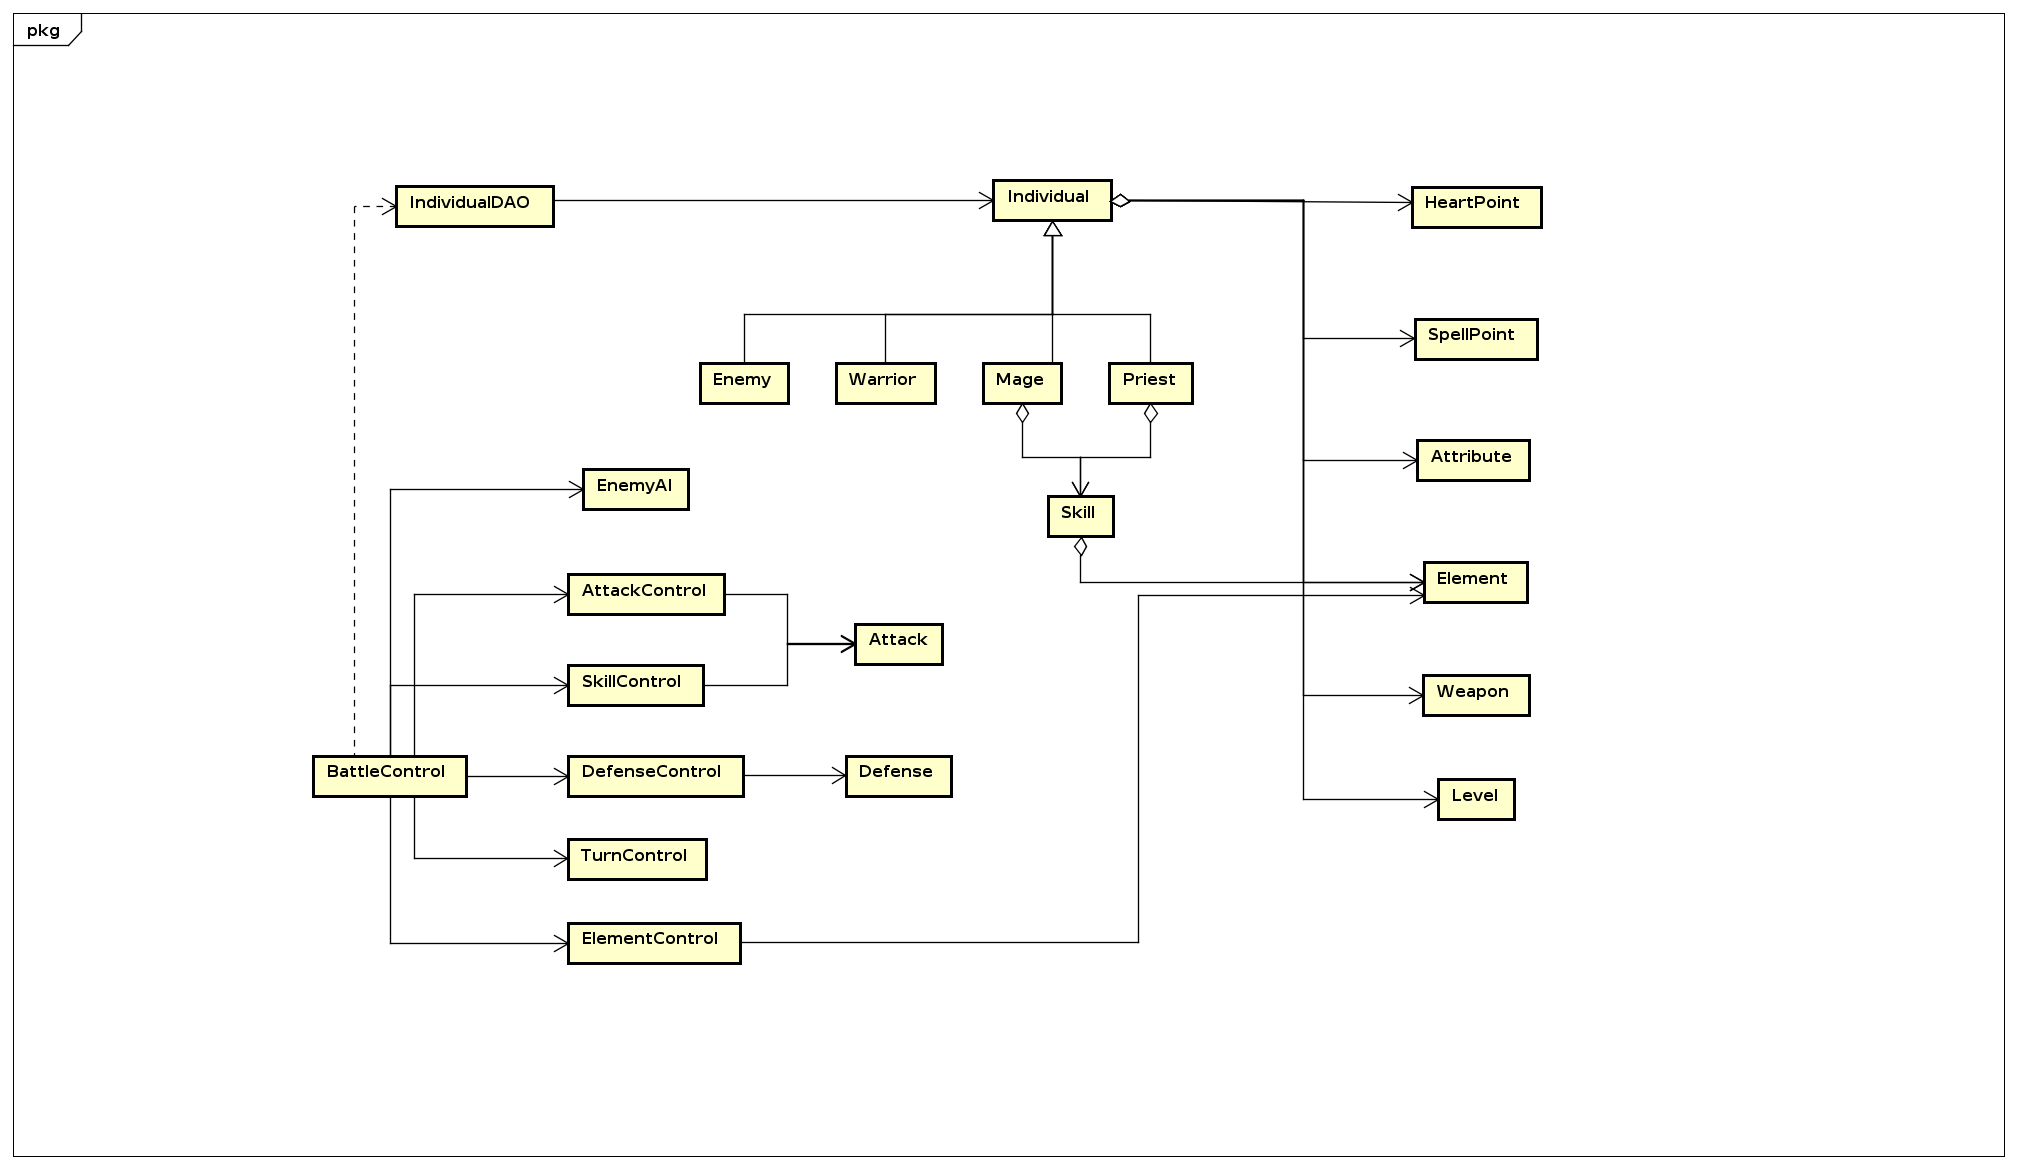 pkg
IndividualDAO
Individual
HeartPoint
SpellPoint
Enemy
Warrior
Mage
Priest
Attribute
EnemyAI
Skill
Element
AttackControl
Attack
SkillControl
Weapon
BattleControl
DefenseControl
Defense
Level
TurnControl
ElementControl